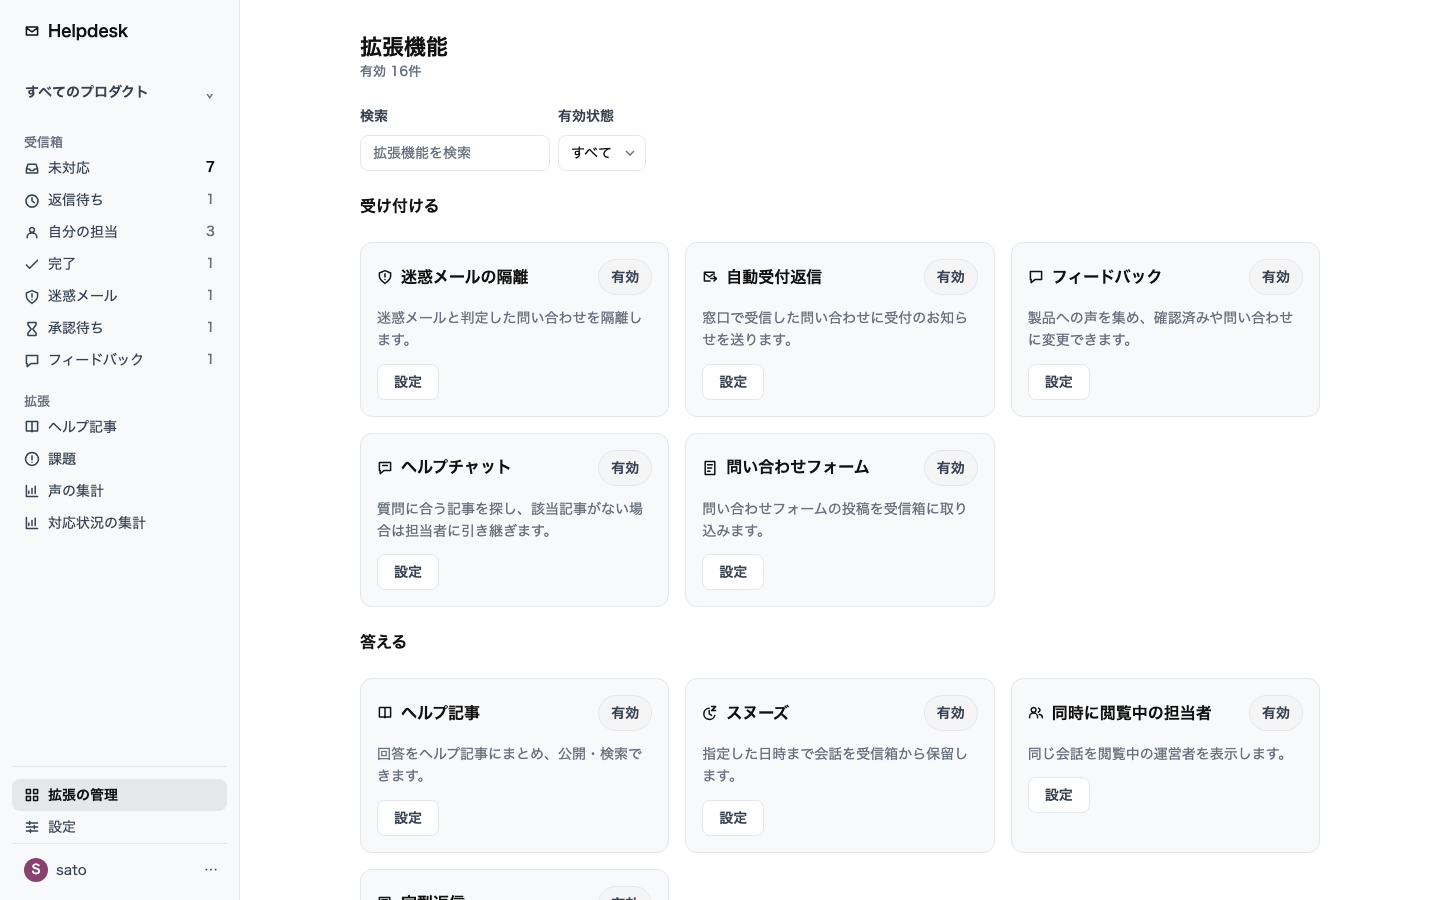 Helpdesk
すべてのプロダクト
受信箱
未対応 7
返信待ち 1
自分の担当 3
完了 1
迷惑メール 1
承認待ち 1
フィードバック 1
拡張
ヘルプ記事
課題
声の集計
対応状況の集計
拡張の管理
設定
S sato
拡張機能
有効 16件
検索 有効状態
拡張機能を検索 すべて
受け付ける
迷惑メールの隔離 有効
迷惑メールと判定した問い合わせを隔離し
ます。
設定
自動受付返信 有効
窓口で受信した問い合わせに受付のお知ら
せを送ります。
設定
フィードバック 有効
製品への声を集め、確認済みや問い合わせ
に変更できます。
設定
ヘルプチャット 有効
質問に合う記事を探し、該当記事がない場
合は担当者に引き継ぎます。
設定
問い合わせフォーム 有効
問い合わせフォームの投稿を受信箱に取り
込みます。
設定
答える
ヘルプ記事 有効
回答をヘルプ記事にまとめ、公開・検索で
きます。
設定
スヌーズ 有効
指定した日時まで会話を受信箱から保留し
ます。
設定
同時に閲覧中の担当者 有効
同じ会話を閲覧中の運営者を表示します。
設定